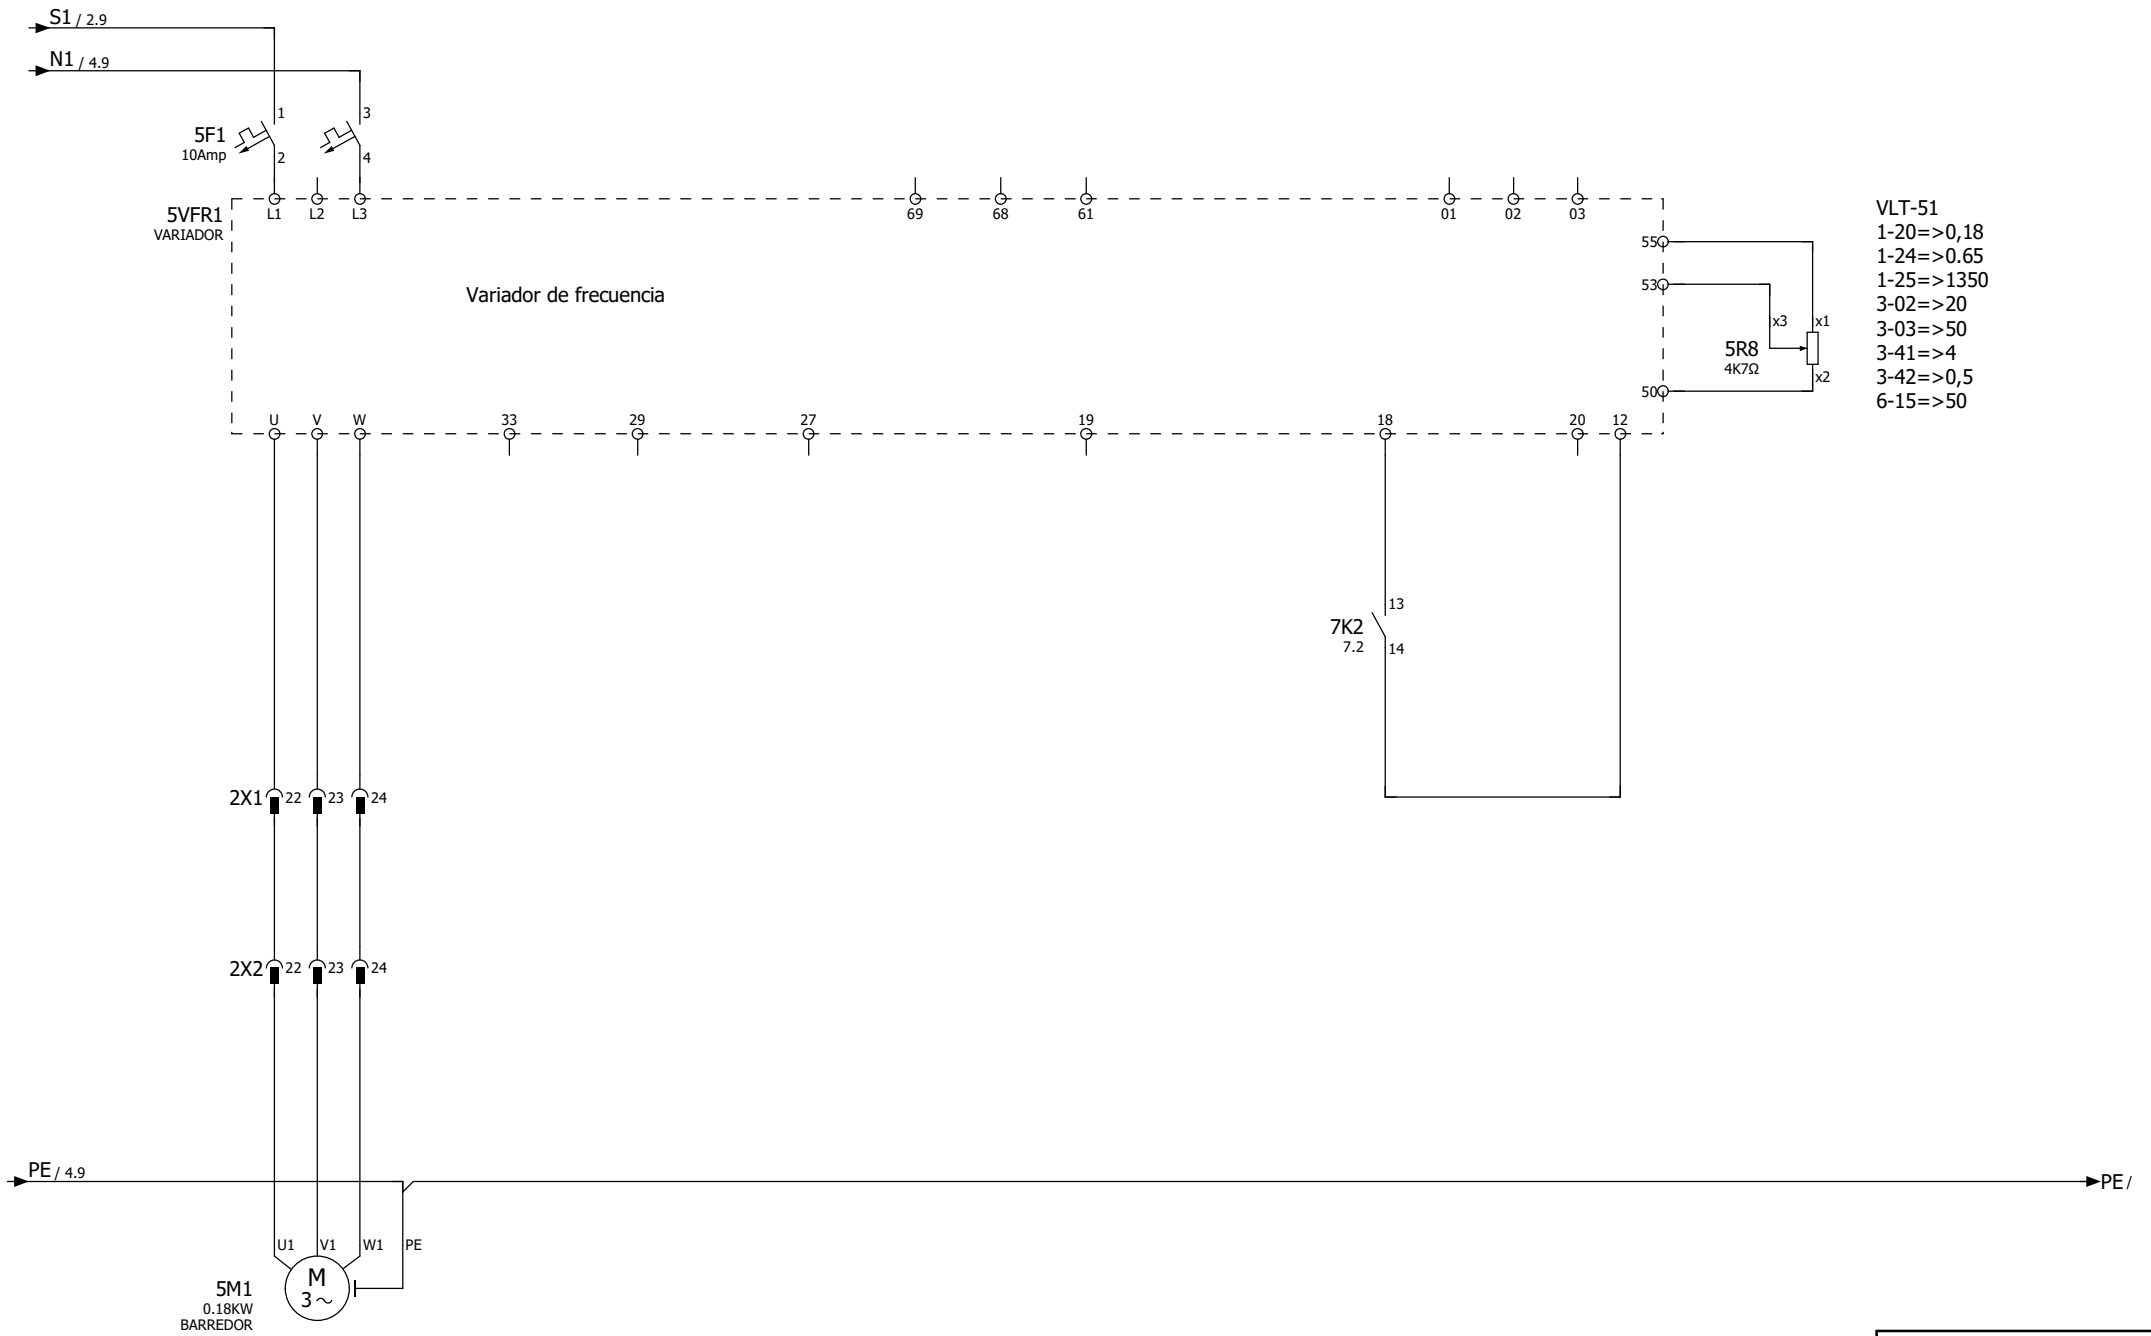 S1 / 2.9
N1 / 4.9
1
3
5F1
10Amp
2
4
5VFR1
VARIADOR
L1 L2 L3 69 68 61 01 02 03
55
53
Variador de frecuencia
x3 x1
5R8
4K7Ω
x2
50
VLT-51
1-20=>0,18
1-24=>0.65
1-25=>1350
3-02=>20
3-03=>50
3-41=>4
3-42=>0,5
6-15=>50
U V W 33 29 27 19 18 20 12
13
7K2
7.2
14
2X1 22 23 24
2X2 22 23 24
PE / 4.9
PE /
U1 V1 W1 PE
M
3~
5M1
0.18KW
BARREDOR